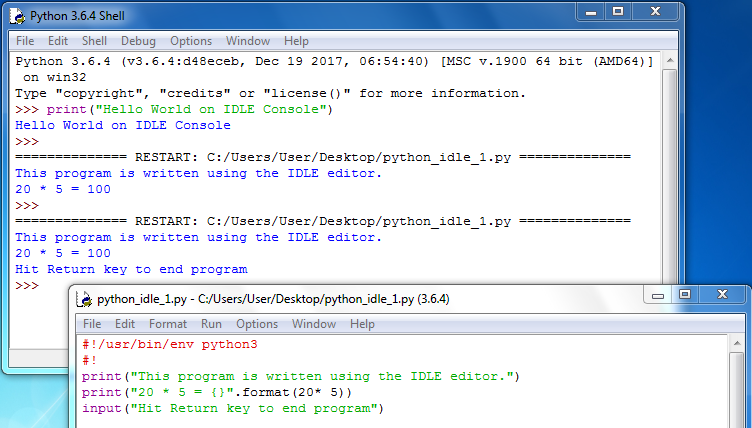 Python 3.6.4 Shell
File Edit Shell Debug Options Window Help
Python 3.6.4 (v3.6.4:d48eceb, Dec 19 2017, 06:54:40) [MSC v.1900 64 bit (AMD64)]
on win32
Type "copyright", "credits" or "license()" for more information.
>>> print("Hello World on IDLE Console")
Hello World on IDLE Console
>>>
============== RESTART: C:/Users/User/Desktop/python_idle_1.py ==============
This program is written using the IDLE editor.
20 * 5 = 100
>>>
============== RESTART: C:/Users/User/Desktop/python_idle_1.py ==============
This program is written using the IDLE editor.
20 * 5 = 100
Hit Return key to end program
>>>
python_idle_1.py - C:/Users/User/Desktop/python_idle_1.py (3.6.4)
File Edit Format Run Options Window Help
#!/usr/bin/env python3
#!
print("This program is written using the IDLE editor.")
print("20 * 5 = {}".format(20* 5))
input("Hit Return key to end program")